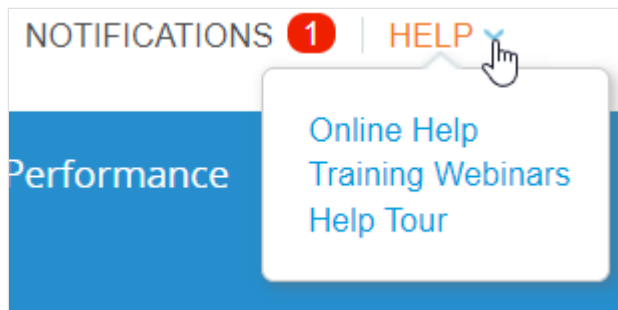 NOTIFICATIONS 1 HELP
Online Help
Performance
Training Webinars
Help Tour